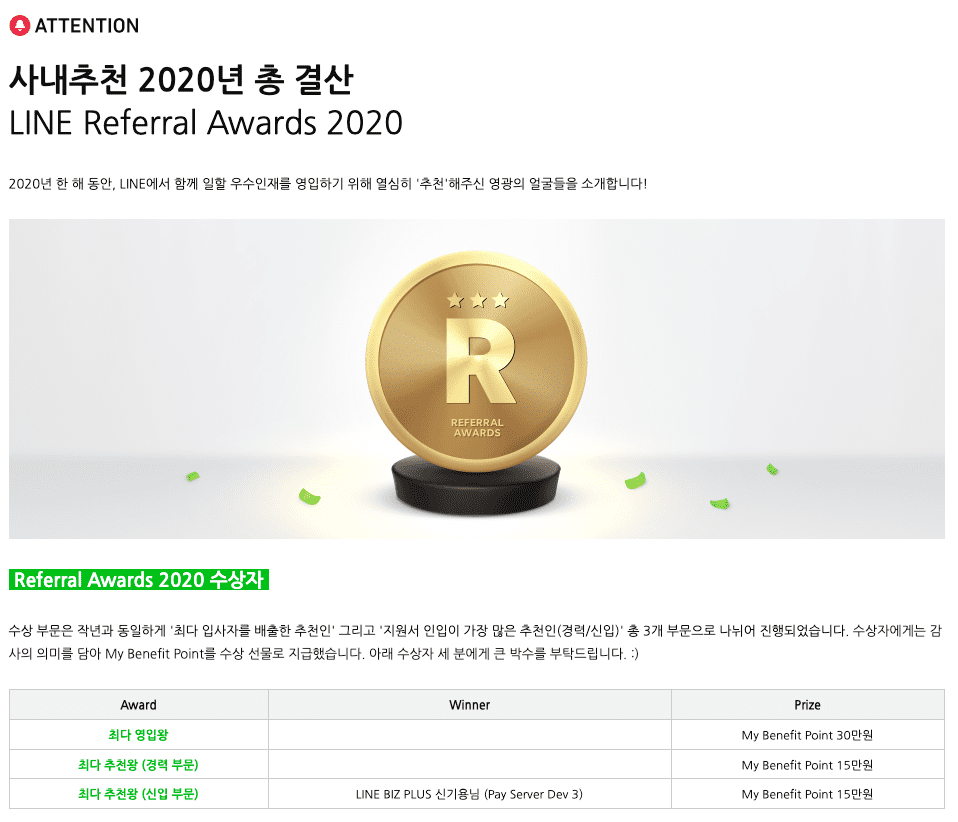 ATTENTION
사내추천 2020년 총 결산
LINE Referral Awards 2020
2020년 한 해 동안, LINE에서 함께 일할 우수인재를 영입하기 위해 열심히 '추천'해주신 영광의 얼굴들을 소개합니다!
R
REFERRAL
AWARDS
Referral Awards 2020 수상자
수상 부문은 작년과 동일하게 '최다 입사자를 배출한 추천인' 그리고 '지원서 인입이 가장 많은 추천인(경력/신입)' 총 3개 부문으로 나뉘어 진행되었습니다. 수상자에게는 감
사의 의미를 담아 My Benefit Point를 수상 선물로 지급했습니다. 아래 수상자 세 분에게 큰 박수를 부탁드립니다. :)
Award Winner Prize
최다 영입왕 My Benefit Point 30만원
최다 추천왕 (경력 부문) My Benefit Point 15만원
최다 추천왕 (신입 부문) LINE BIZ PLUS 신기용님 (Pay Server Dev 3) My Benefit Point 15만원